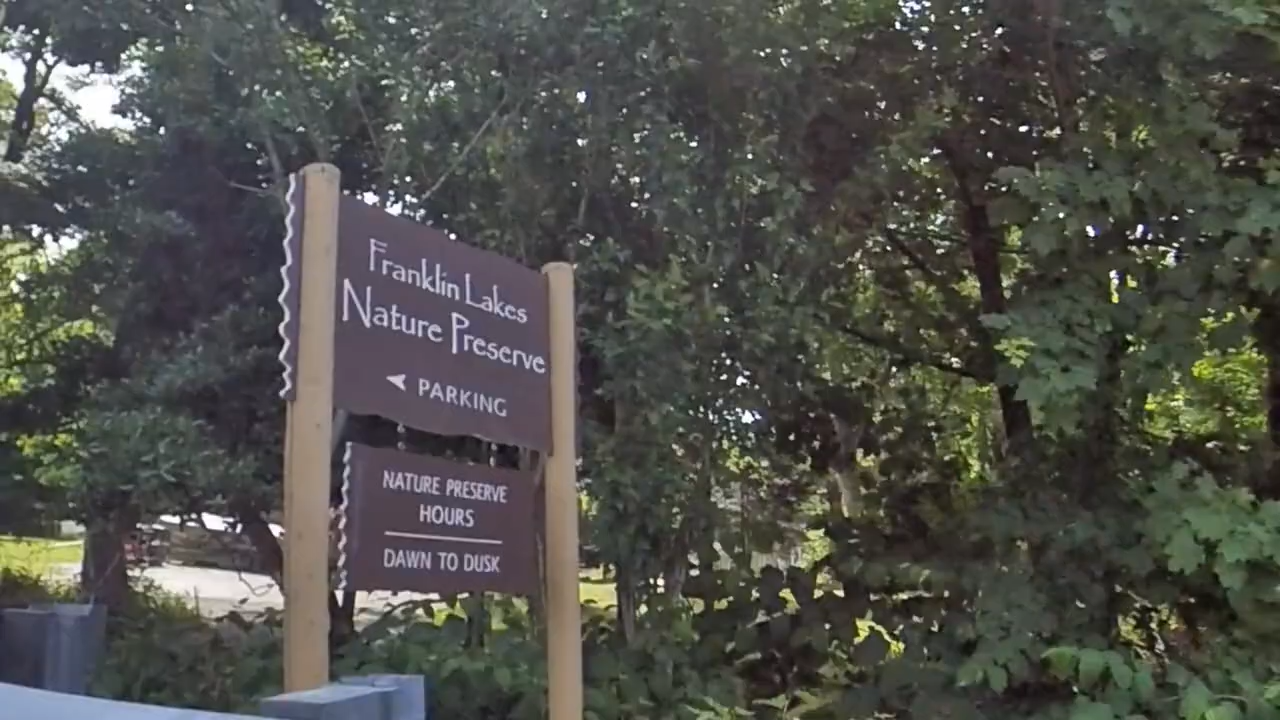 Franklin Lakes
Nature Preserve
PARKING
NATURE PRESERVE
HOURS
DAWN TO DUSK